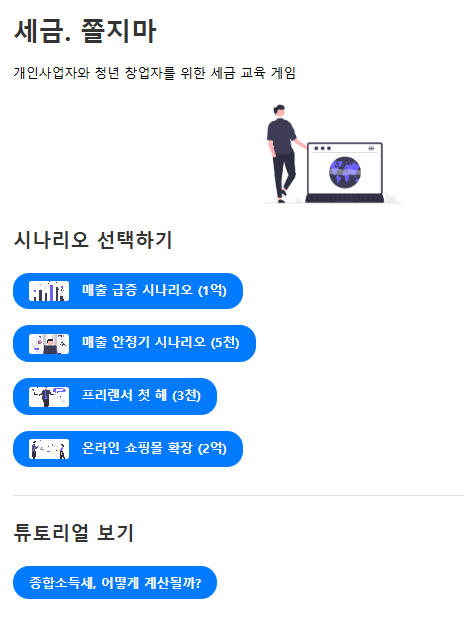 세금. 쫄지마
개인사업자와 청년 창업자를 위한 세금 교육 게임
시나리오 선택하기
매출 급증 시나리오 (1억)
매출 안정기 시나리오 (5천)
프리랜서 첫 해 (3천)
온라인 쇼핑몰 확장 (2억)
튜토리얼 보기
종합소득세, 어떻게 계산될까?